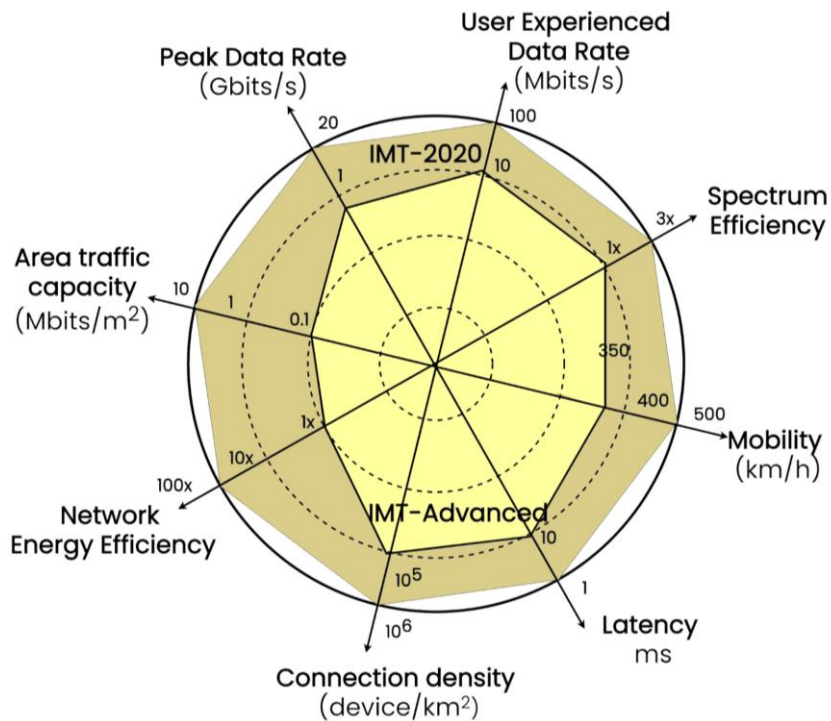 User Experienced
Data Rate
(Mbits/s)
Peak Data Rate
(Gbits/s)
100
20
IMT-2020
10
1
Spectrum
Efficiency
3x
1x
Area traffic
capacity
(Mbits/m²)
10
1
0.1
350
400
500
Mobility
(km/h)
1x
10x
100x
Network
Energy Efficiency
IMT-Advanced
10
1
10⁵
10⁶
Latency
ms
Connection density
(device/km²)